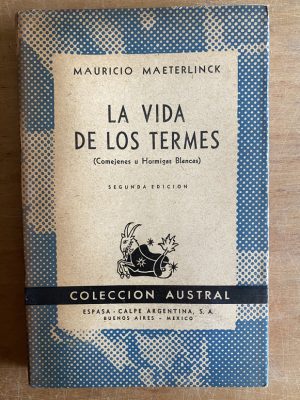 MAURICIO MAETERLINCK
LA VIDA
DE LOS TERMES
(Comejenes u Hormigas Blancas)
SEGUNDA EDICION
COLECCION AUSTRAL
ESPASA - CALPE ARGENTINA, S. A.
BUENOS AIRES - MEXICO